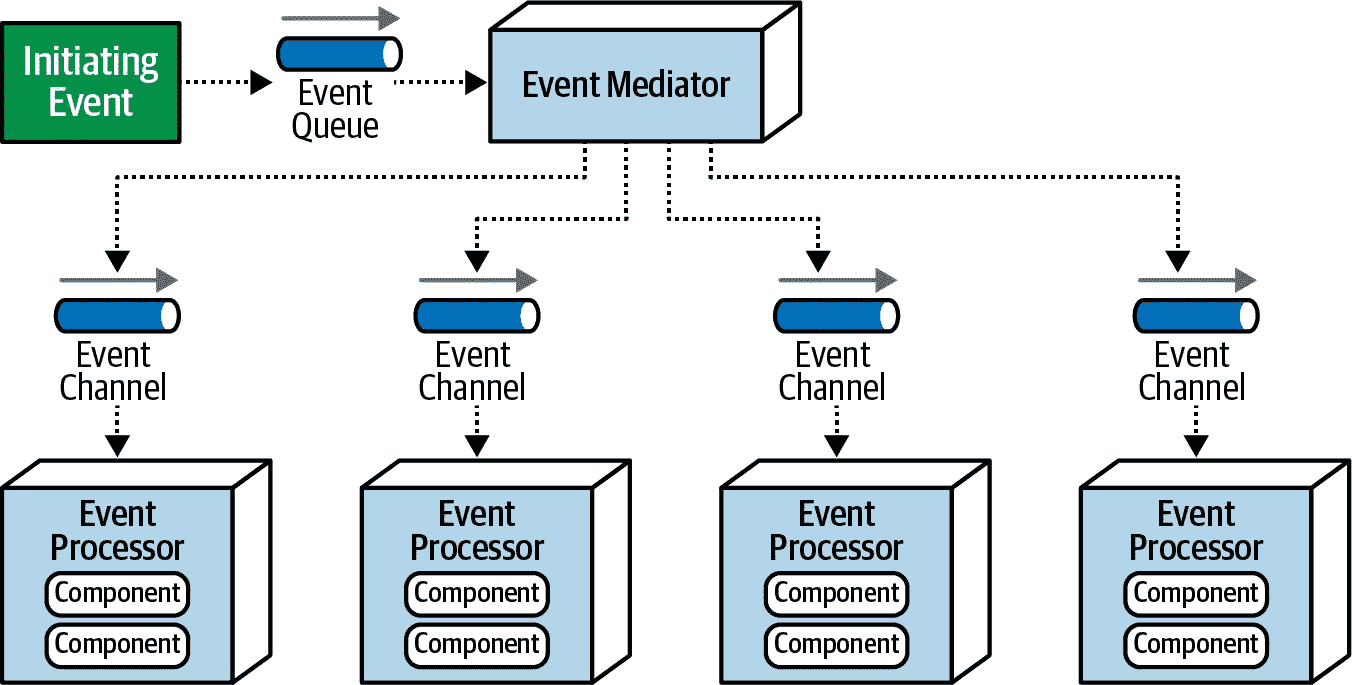 Initiating
Event
Event
Queue
Event Mediator
Event
Channel
Event
Channel
Event
Channel
Event
Channel
Event
Processor
Component
Component
Event
Processor
Component
Component
Event
Processor
Component
Component
Event
Processor
Component
Component